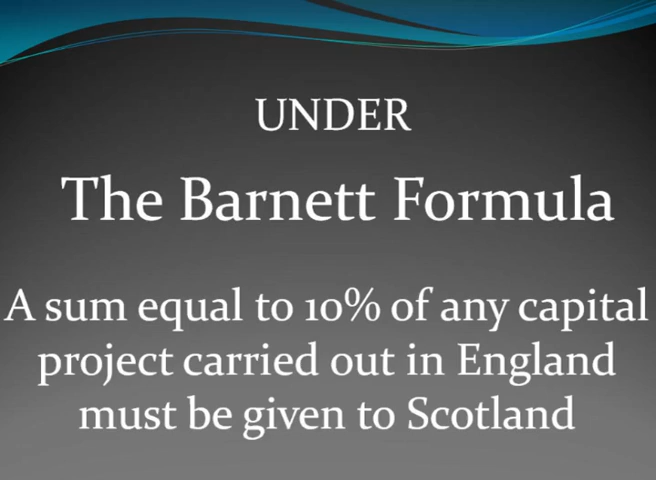 UNDER
The Barnett Formula
A sum equal to 10% of any capital
project carried out in England
must be given to Scotland